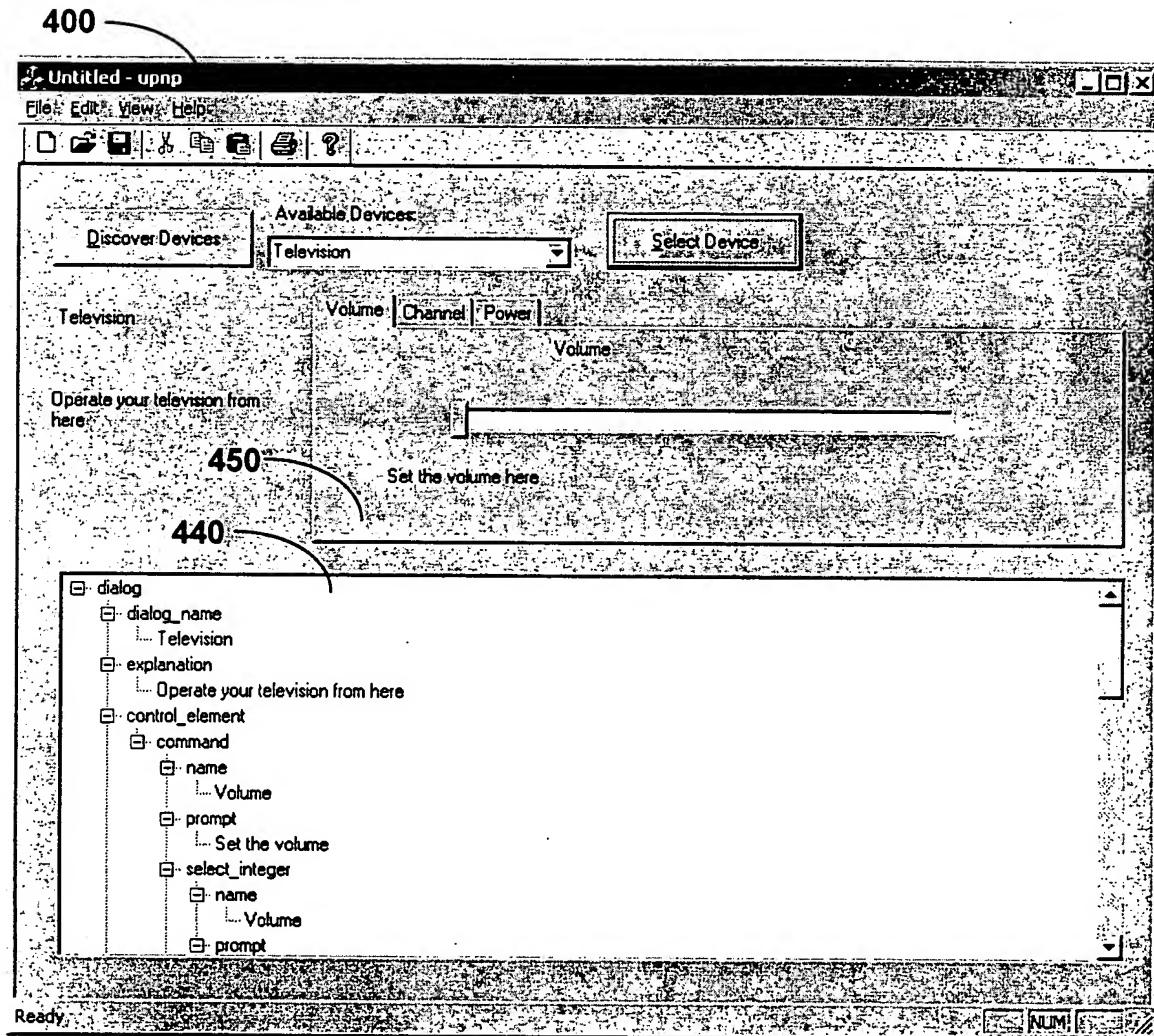 400
Untitled - upnp
File Edit View Help
Discover Devices
Available Devices:
Television
Select Device
Television
Volume Channel Power
Volume
Operate your television from
here
Set the volume here
450
440
dialog
dialog_name
Television
explanation
Operate your television from here
control_element
command
name
Volume
prompt
Set the volume
select_integer
name
Volume
prompt
Ready
NUM